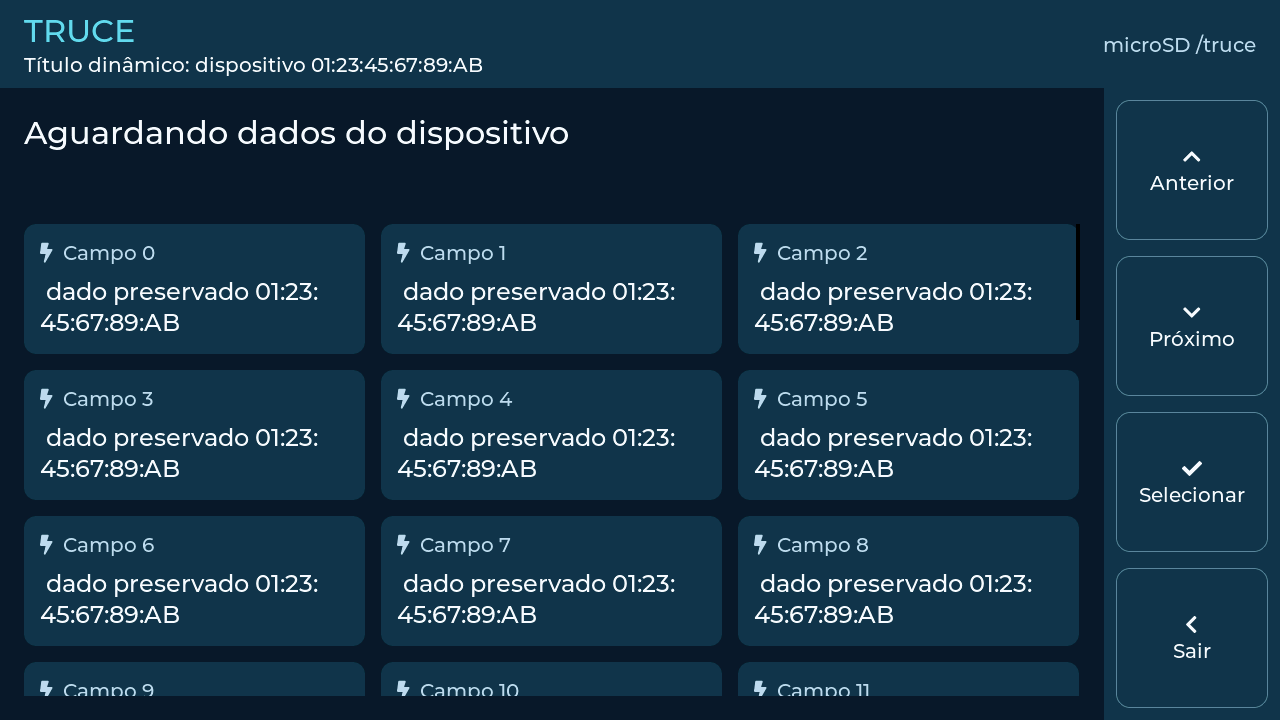 TRUCE
Título dinâmico: dispositivo 01:23:45:67:89:AB
microSD /truce
Aguardando dados do dispositivo
Campo 0
dado preservado 01:23:
45:67:89:AB
Campo 1
dado preservado 01:23:
45:67:89:AB
Campo 2
dado preservado 01:23:
45:67:89:AB
Campo 3
dado preservado 01:23:
45:67:89:AB
Campo 4
dado preservado 01:23:
45:67:89:AB
Campo 5
dado preservado 01:23:
45:67:89:AB
Campo 6
dado preservado 01:23:
45:67:89:AB
Campo 7
dado preservado 01:23:
45:67:89:AB
Campo 8
dado preservado 01:23:
45:67:89:AB
Campo 9
Campo 10
Campo 11
Anterior
Próximo
Selecionar
Sair